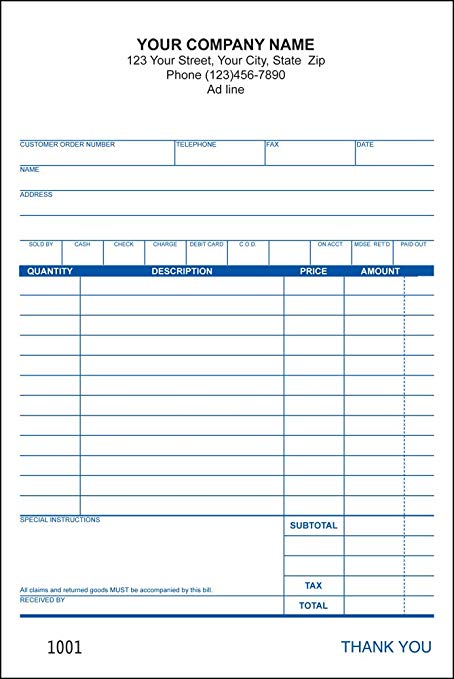 YOUR COMPANY NAME
123 Your Street, Your City, State Zip
Phone (123)456-7890
Ad line
CUSTOMER ORDER NUMBER TELEPHONE FAX DATE
NAME
ADDRESS
SOLD BY CASH CHECK CHARGE DEBIT CARD C.O.D. ON ACCT MDSE. RET'D PAID OUT
QUANTITY DESCRIPTION PRICE AMOUNT
SPECIAL INSTRUCTIONS
SUBTOTAL
TAX
All claims and returned goods MUST be accompanied by this bill.
RECEIVED BY
TOTAL
1001 THANK YOU